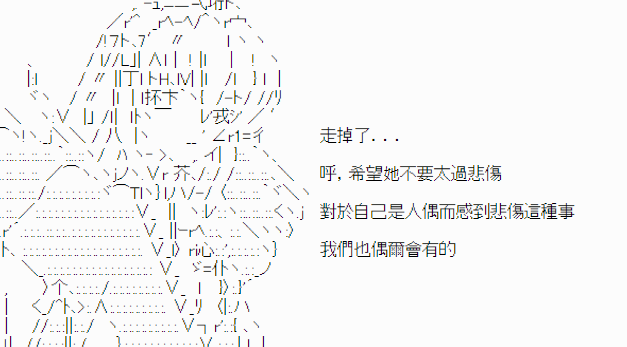 走掉了...
呼，希望她不要太過悲傷
對於自己是人偶而感到悲傷這種事
我們也偶爾會有的